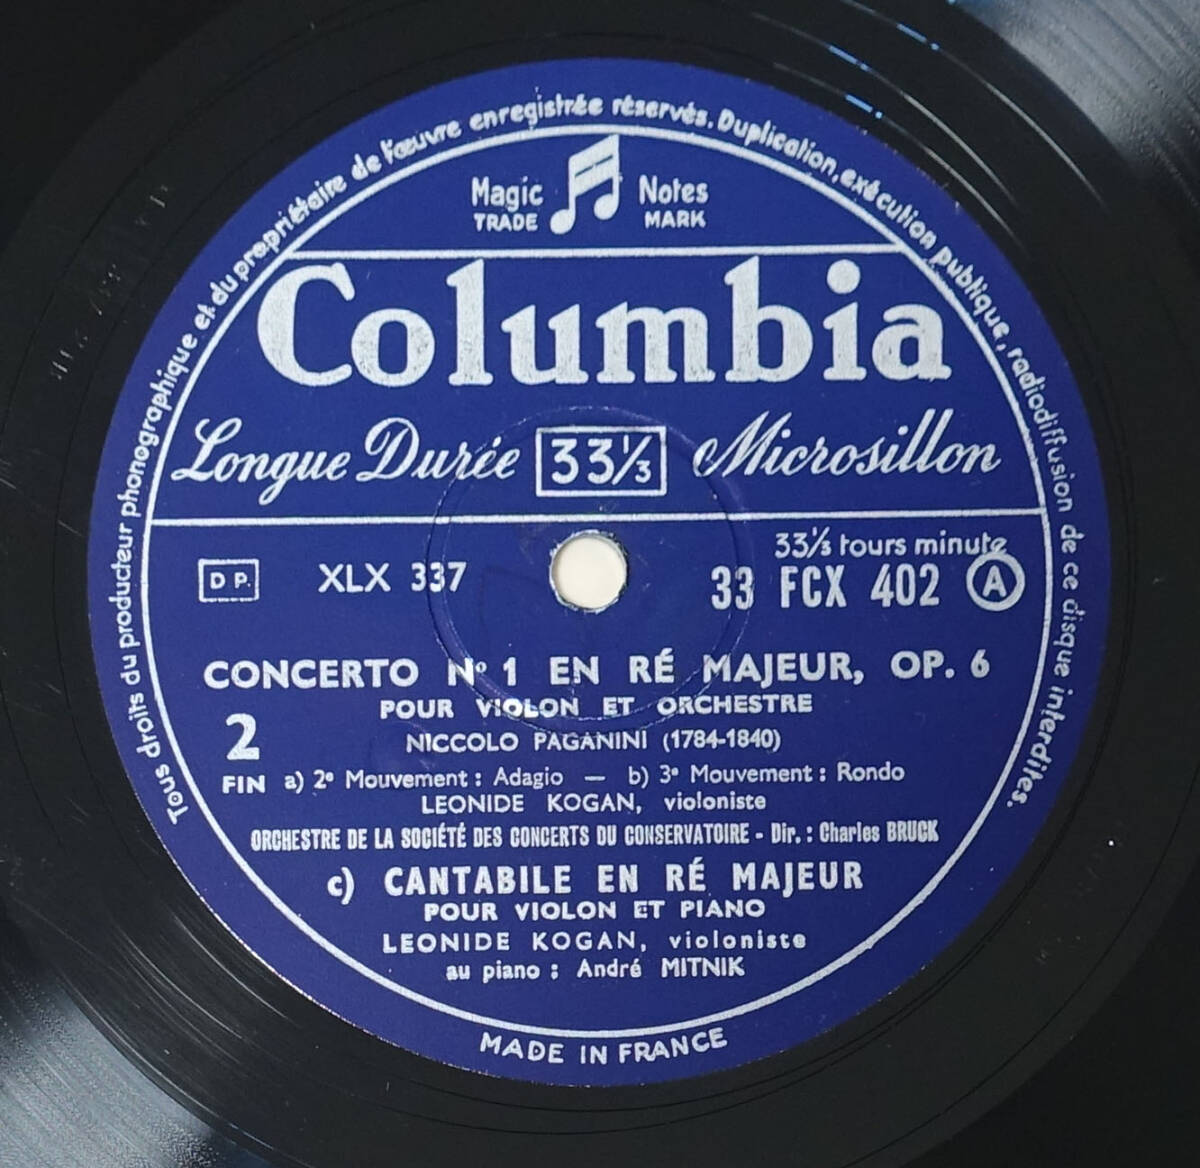 Tous droits du producteur phonographique et du propriétaire de l'œuvre enregistrée réservés. Duplication, exécution publique, radiodiffusion de ce disque interdites.
Magic Notes
TRADE MARK
Columbia
Longue Durée 33⅓ Microsillon
33⅓ tours minute
D P. XLX 337 33 FCX 402 A
CONCERTO Nº 1 EN RÉ MAJEUR, OP. 6
POUR VIOLON ET ORCHESTRE
2
NICCOLO PAGANINI (1784-1840)
FIN a) 2e Mouvement : Adagio — b) 3e Mouvement : Rondo
LEONIDE KOGAN, violoniste
ORCHESTRE DE LA SOCIÉTÉ DES CONCERTS DU CONSERVATOIRE - Dir. : Charles BRUCK
c) CANTABILE EN RÉ MAJEUR
POUR VIOLON ET PIANO
LEONIDE KOGAN, violoniste
au piano : André MITNIK
MADE IN FRANCE